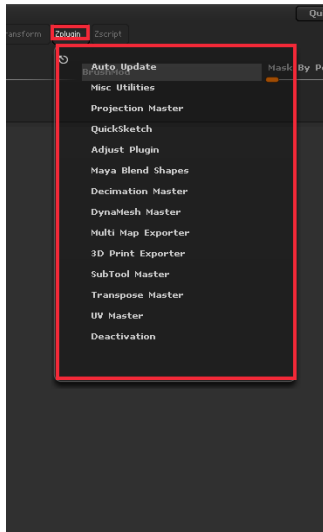 Qu
ransform Zplugin Zscript
Auto Update
BrushMod
Mask By Po
Misc Utilities
Projection Master
QuickSketch
Adjust Plugin
Maya Blend Shapes
Decimation Master
DynaMesh Master
Multi Map Exporter
3D Print Exporter
SubTool Master
Transpose Master
UV Master
Deactivation